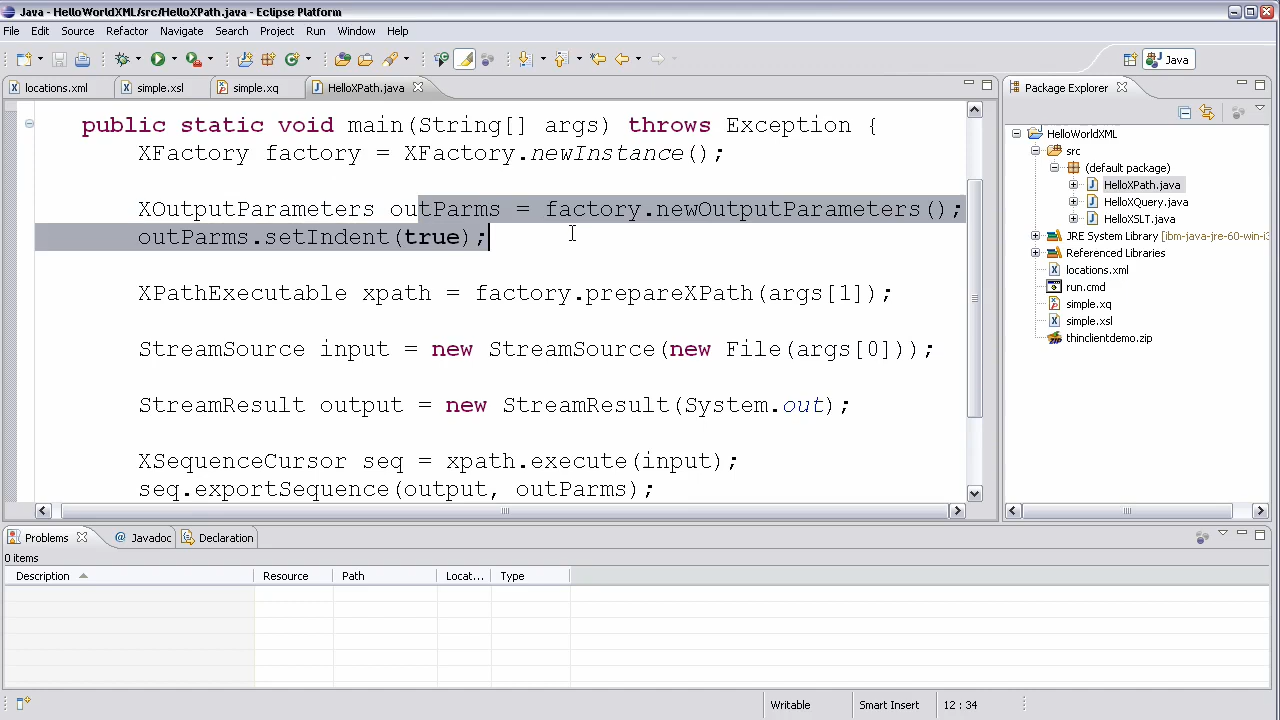 Java - HelloWorldXML/src/HelloXPath.java - Eclipse Platform
File Edit Source Refactor Navigate Search Project Run Window Help
Java
locations.xml simple.xsl simple.xq HelloXPath.java
public static void main(String[] args) throws Exception {
XFactory factory = XFactory.newInstance();
XOutputParameters outParms = factory.newOutputParameters();
outParms.setIndent(true);
XPathExecutable xpath = factory.prepareXPath(args[1]);
StreamSource input = new StreamSource(new File(args[0]));
StreamResult output = new StreamResult(System.out);
XSequenceCursor seq = xpath.execute(input);
seq.exportSequence(output, outParms);
Package Explorer
HelloWorldXML
src
(default package)
HelloXPath.java
HelloXQuery.java
HelloXSLT.java
JRE System Library [ibm-java-jre-60-win-i3
Referenced Libraries
locations.xml
run.cmd
simple.xq
simple.xsl
thinclientdemo.zip
Problems Javadoc Declaration
0 items
Description Resource Path Locat... Type
Writable Smart Insert 12 : 34